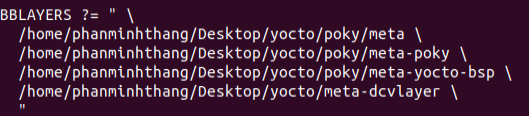 BBLAYERS ?= " \
/home/phanminhthang/Desktop/yocto/poky/meta \
/home/phanminhthang/Desktop/yocto/poky/meta-poky \
/home/phanminhthang/Desktop/yocto/poky/meta-yocto-bsp \
/home/phanminhthang/Desktop/yocto/meta-dcvlayer \
"